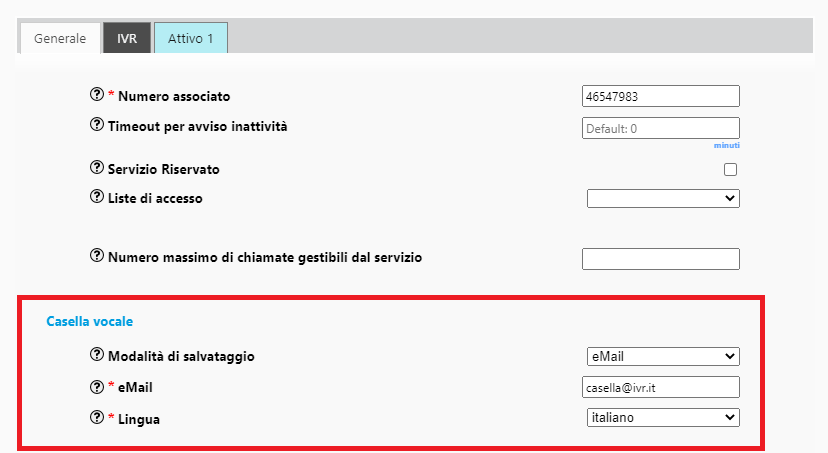 Generale IVR Attivo 1
* Numero associato 46547983
Timeout per avviso inattività Default: 0
minuti
Servizio Riservato
Liste di accesso
Numero massimo di chiamate gestibili dal servizio
Casella vocale
Modalità di salvataggio eMail
* eMail casella@ivr.it
* Lingua italiano